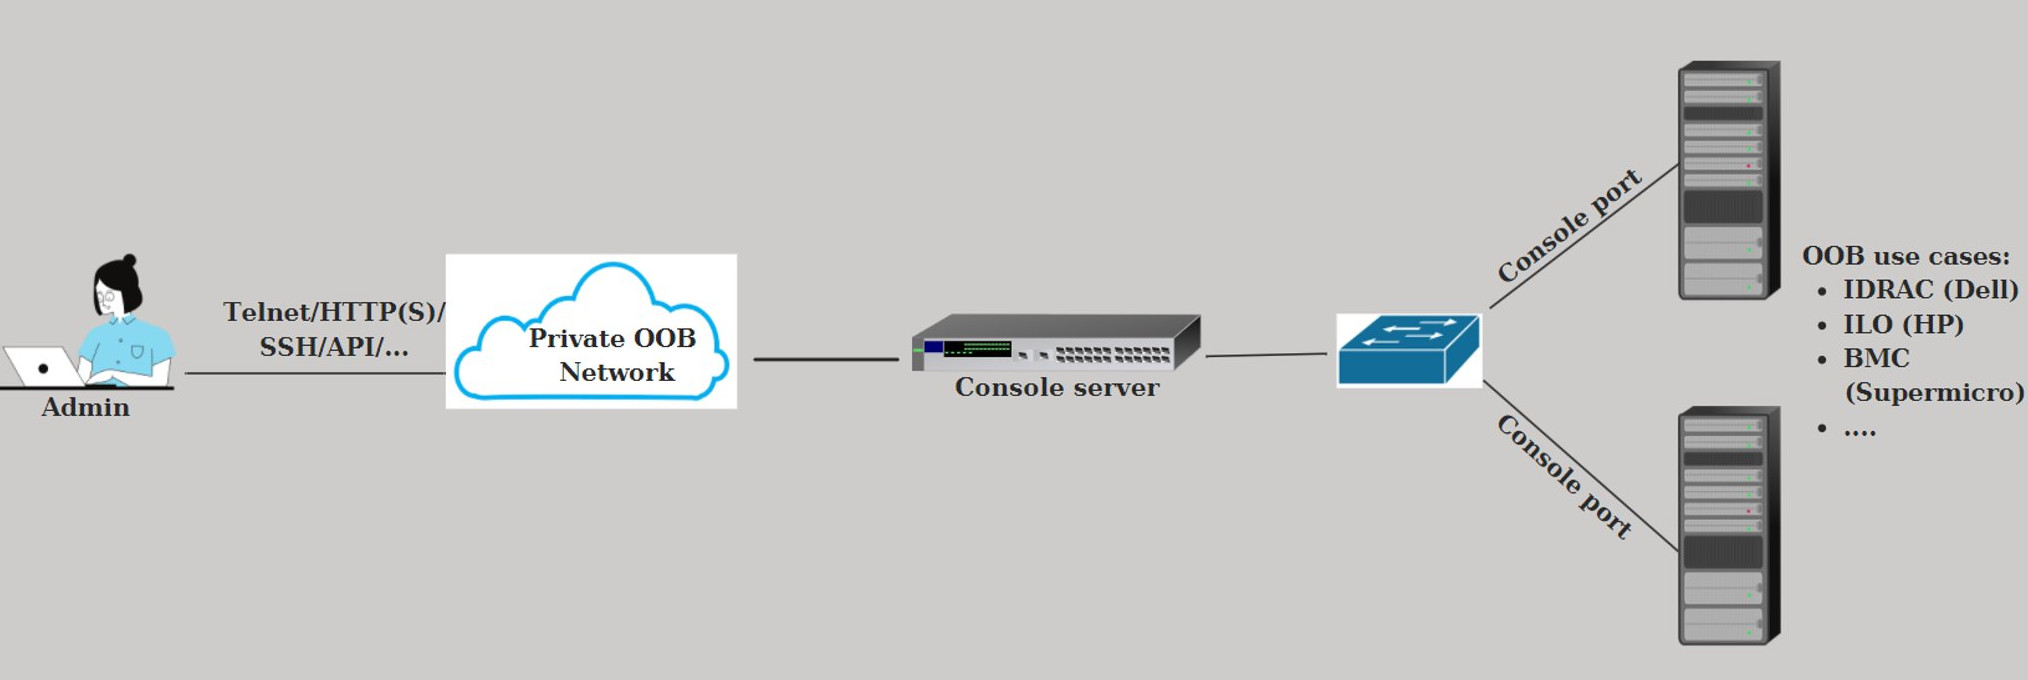 Telnet/HTTP(S)/
SSH/API/...
Admin
Private OOB
Network
Console server
Console port
Console port
OOB use cases:
• IDRAC (Dell)
• ILO (HP)
• BMC
(Supermicro)
• ....